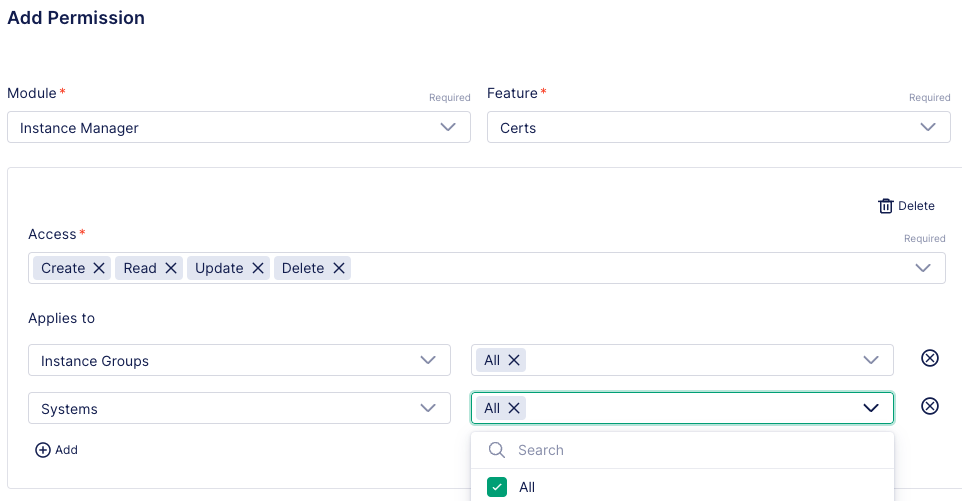 Add Permission
Module* Required Feature* Required
Instance Manager Certs
Delete
Access* Required
Create Read Update Delete
Applies to
Instance Groups All
Systems All
Add Search
All